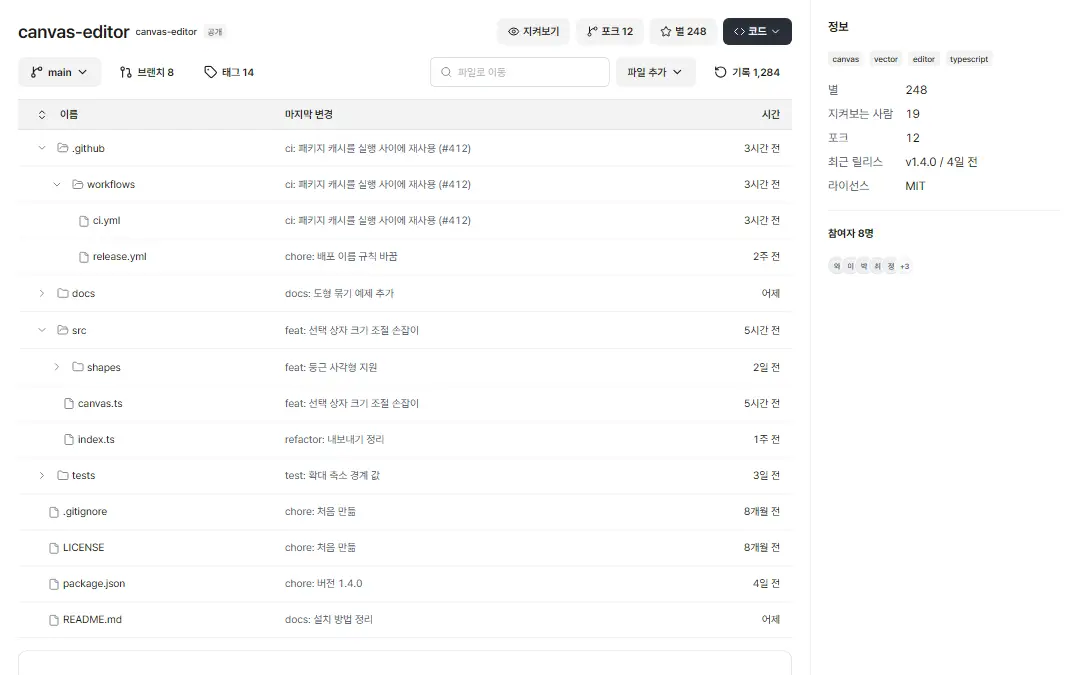 canvas-editor canvas-editor 공개
지켜보기 포크 12 별 248 코드
main 브랜치 8 태그 14 파일로 이동 파일 추가 기록 1,284
이름 마지막 변경 시간
.github ci: 패키지 캐시를 실행 사이에 재사용 (#412) 3시간 전
workflows ci: 패키지 캐시를 실행 사이에 재사용 (#412) 3시간 전
ci.yml ci: 패키지 캐시를 실행 사이에 재사용 (#412) 3시간 전
release.yml chore: 배포 이름 규칙 바꿈 2주 전
docs docs: 도형 묶기 예제 추가 어제
src feat: 선택 상자 크기 조절 손잡이 5시간 전
shapes feat: 둥근 사각형 지원 2일 전
canvas.ts feat: 선택 상자 크기 조절 손잡이 5시간 전
index.ts refactor: 내보내기 정리 1주 전
tests test: 확대 축소 경계 값 3일 전
.gitignore chore: 처음 만듦 8개월 전
LICENSE chore: 처음 만듦 8개월 전
package.json chore: 버전 1.4.0 4일 전
README.md docs: 설치 방법 정리 어제
정보
canvas vector editor typescript
별 248
지켜보는 사람 19
포크 12
최근 릴리스 v1.4.0 / 4일 전
라이선스 MIT
참여자 8명
이 박 최 정 +3